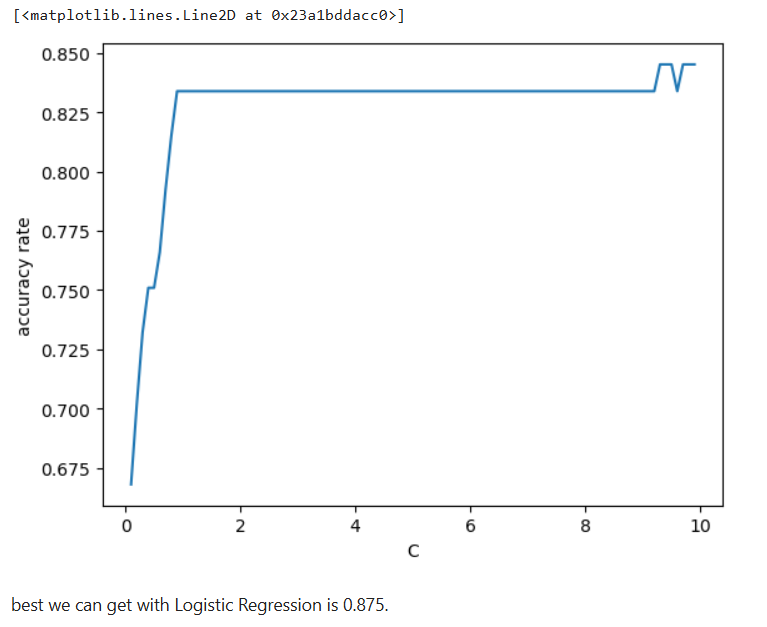 [<matplotlib.lines.Line2D at 0x23a1bddacc0>]
0.850
0.825
0.800
0.775
0.750
0.725
0.700
0.675
accuracy rate
0 2 4 6 8 10
C
best we can get with Logistic Regression is 0.875.